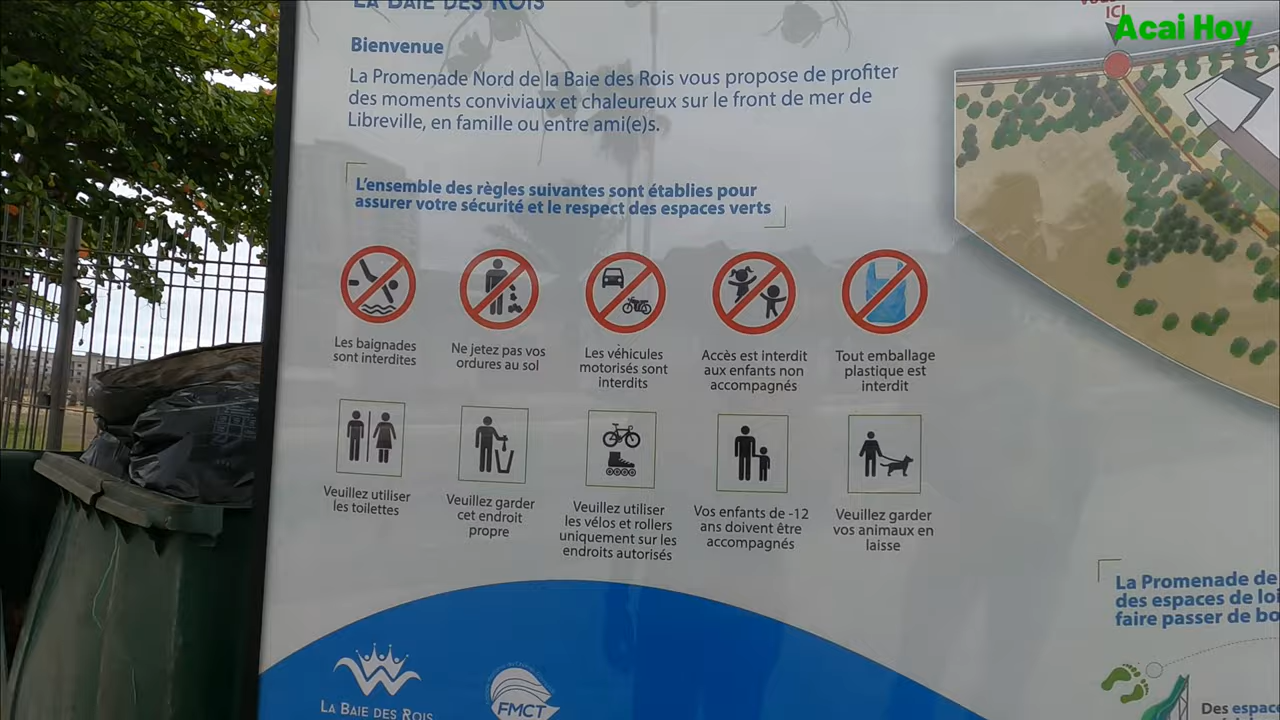 LA BAIE DES ROIS
Bienvenue
La Promenade Nord de la Baie des Rois vous propose de profiter
des moments conviviaux et chaleureux sur le front de mer de
Libreville, en famille ou entre ami(e)s.
L'ensemble des règles suivantes sont établies pour
assurer votre sécurité et le respect des espaces verts
Les baignades
sont interdites
Ne jetez pas vos
ordures au sol
Les véhicules
motorisés sont
interdits
Accès est interdit
aux enfants non
accompagnés
Tout emballage
plastique est
interdit
Veuillez utiliser
les toilettes
Veuillez garder
cet endroit
propre
Veuillez utiliser
les vélos et rollers
uniquement sur les
endroits autorisés
Vos enfants de -12
ans doivent être
accompagnés
Veuillez garder
vos animaux en
laisse
LA BAIE DES ROIS
FMCT
ICI
Acai Hoy
La Promenade de
des espaces de loi
faire passer de bo
Des espace